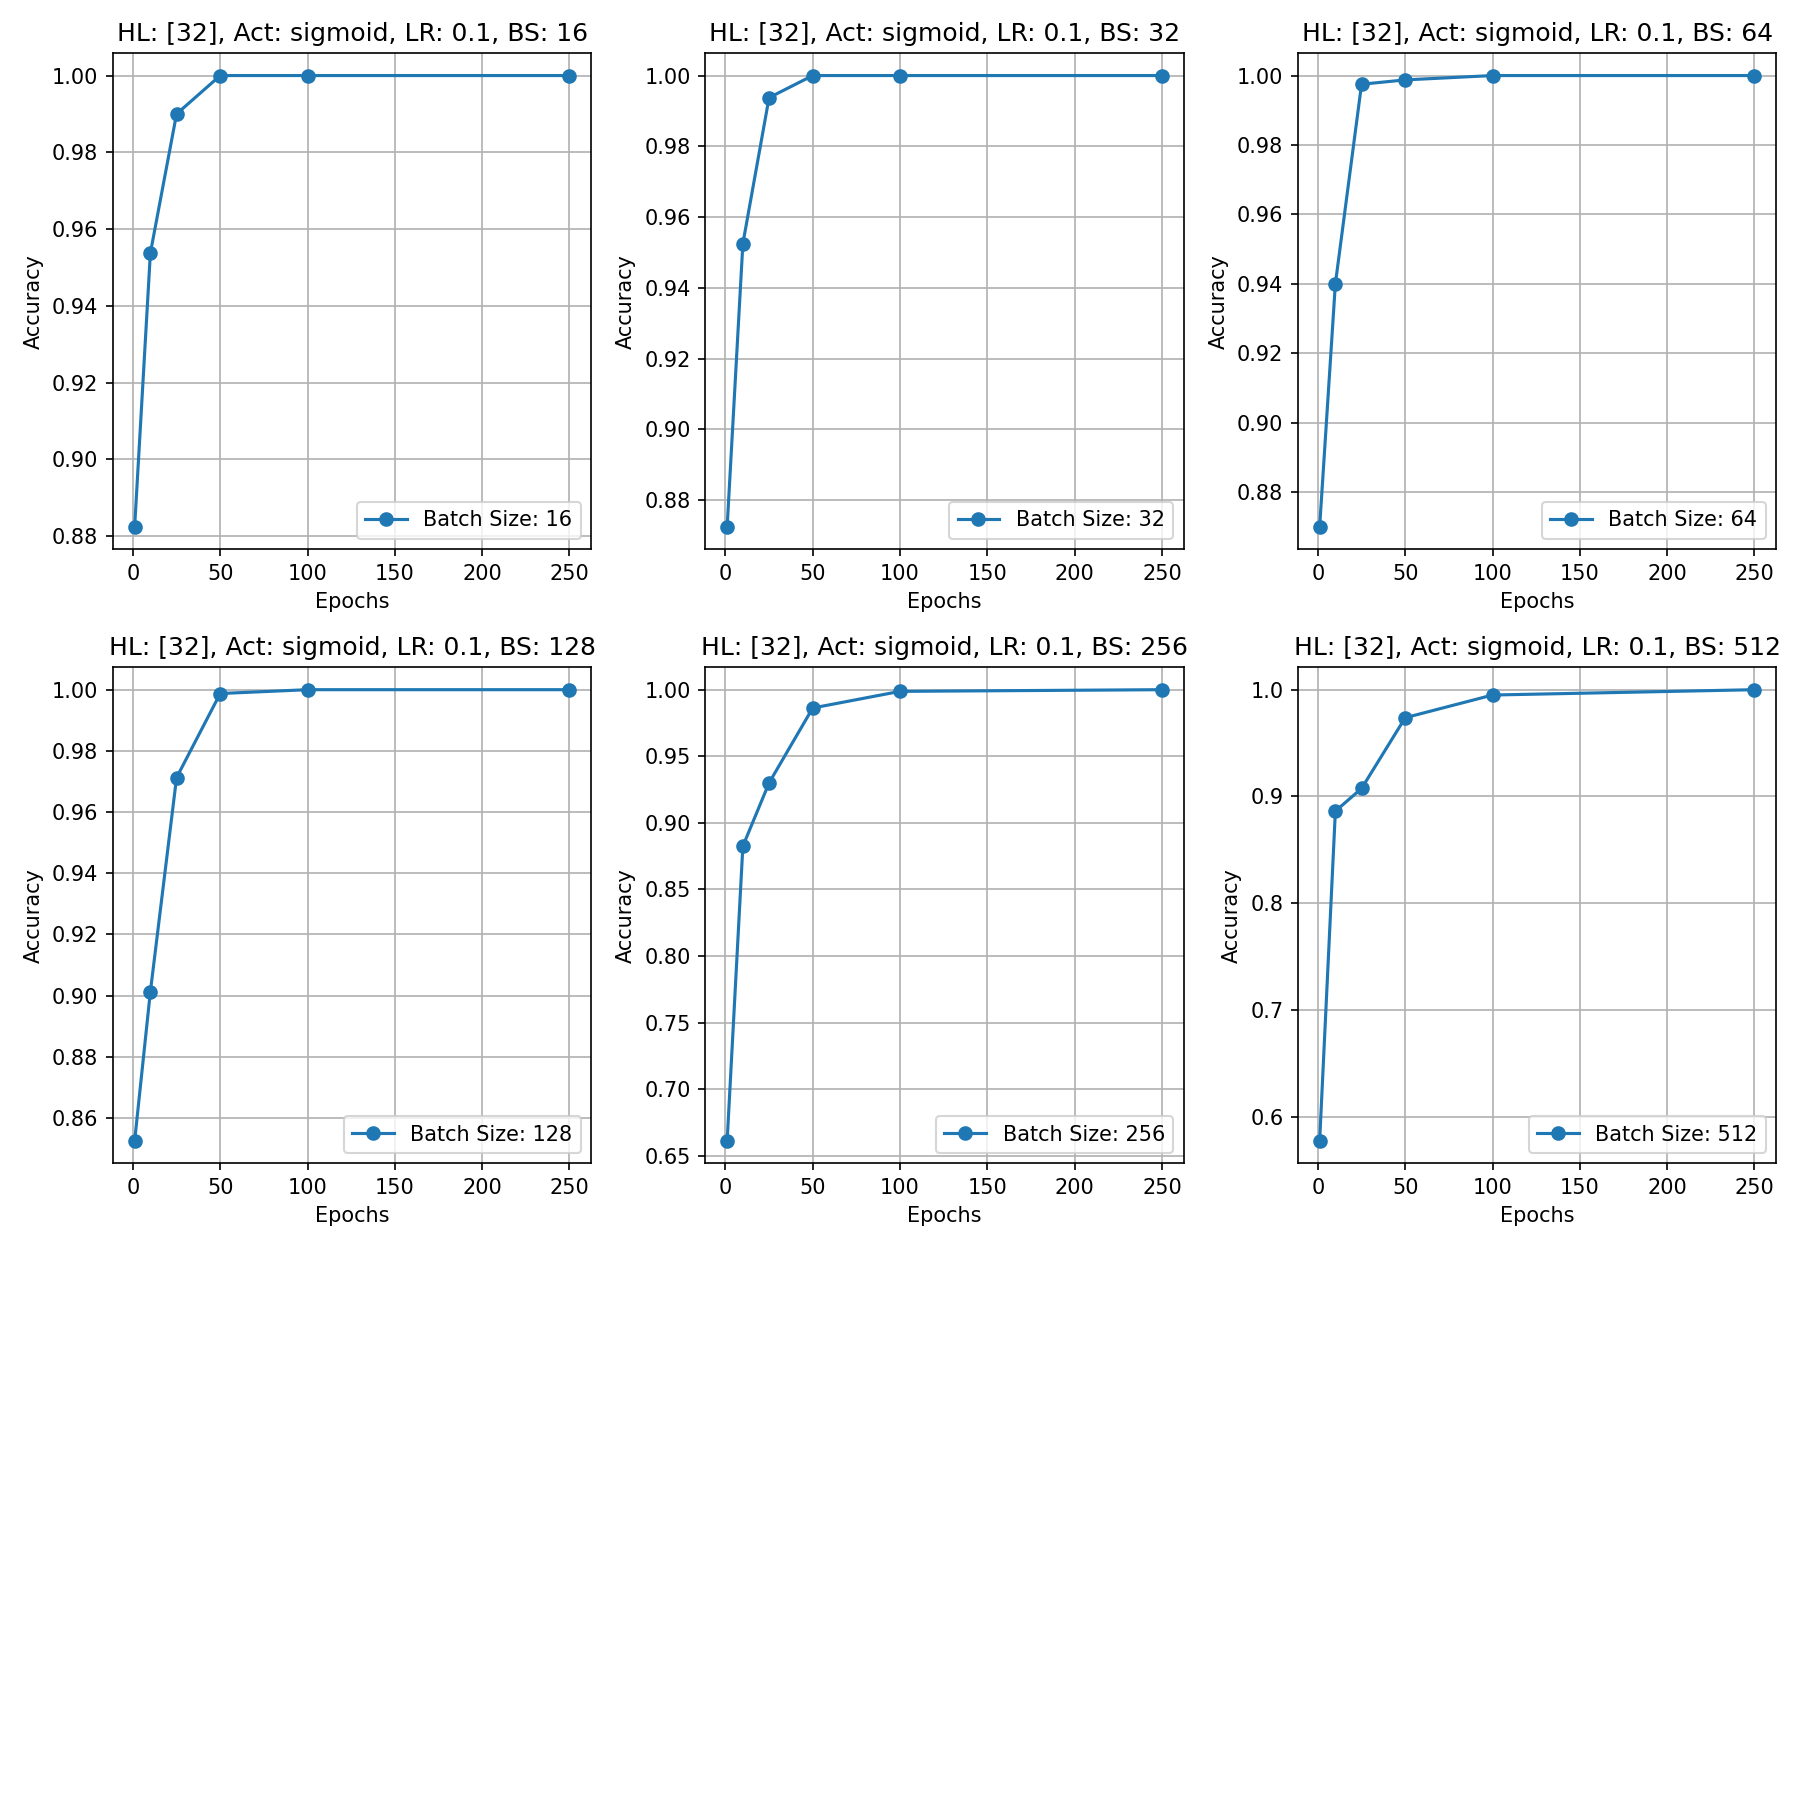 HL: [32], Act: sigmoid, LR: 0.1, BS: 16
1.00
0.98
0.96
0.94
0.92
0.90
0.88
Accuracy
Batch Size: 16
0 50 100 150 200 250
Epochs
HL: [32], Act: sigmoid, LR: 0.1, BS: 32
1.00
0.98
0.96
0.94
0.92
0.90
0.88
Accuracy
Batch Size: 32
0 50 100 150 200 250
Epochs
HL: [32], Act: sigmoid, LR: 0.1, BS: 64
1.00
0.98
0.96
0.94
0.92
0.90
0.88
Accuracy
Batch Size: 64
0 50 100 150 200 250
Epochs
HL: [32], Act: sigmoid, LR: 0.1, BS: 128
1.00
0.98
0.96
0.94
0.92
0.90
0.88
0.86
Accuracy
Batch Size: 128
0 50 100 150 200 250
Epochs
HL: [32], Act: sigmoid, LR: 0.1, BS: 256
1.00
0.95
0.90
0.85
0.80
0.75
0.70
0.65
Accuracy
Batch Size: 256
0 50 100 150 200 250
Epochs
HL: [32], Act: sigmoid, LR: 0.1, BS: 512
1.0
0.9
0.8
0.7
0.6
Accuracy
Batch Size: 512
0 50 100 150 200 250
Epochs